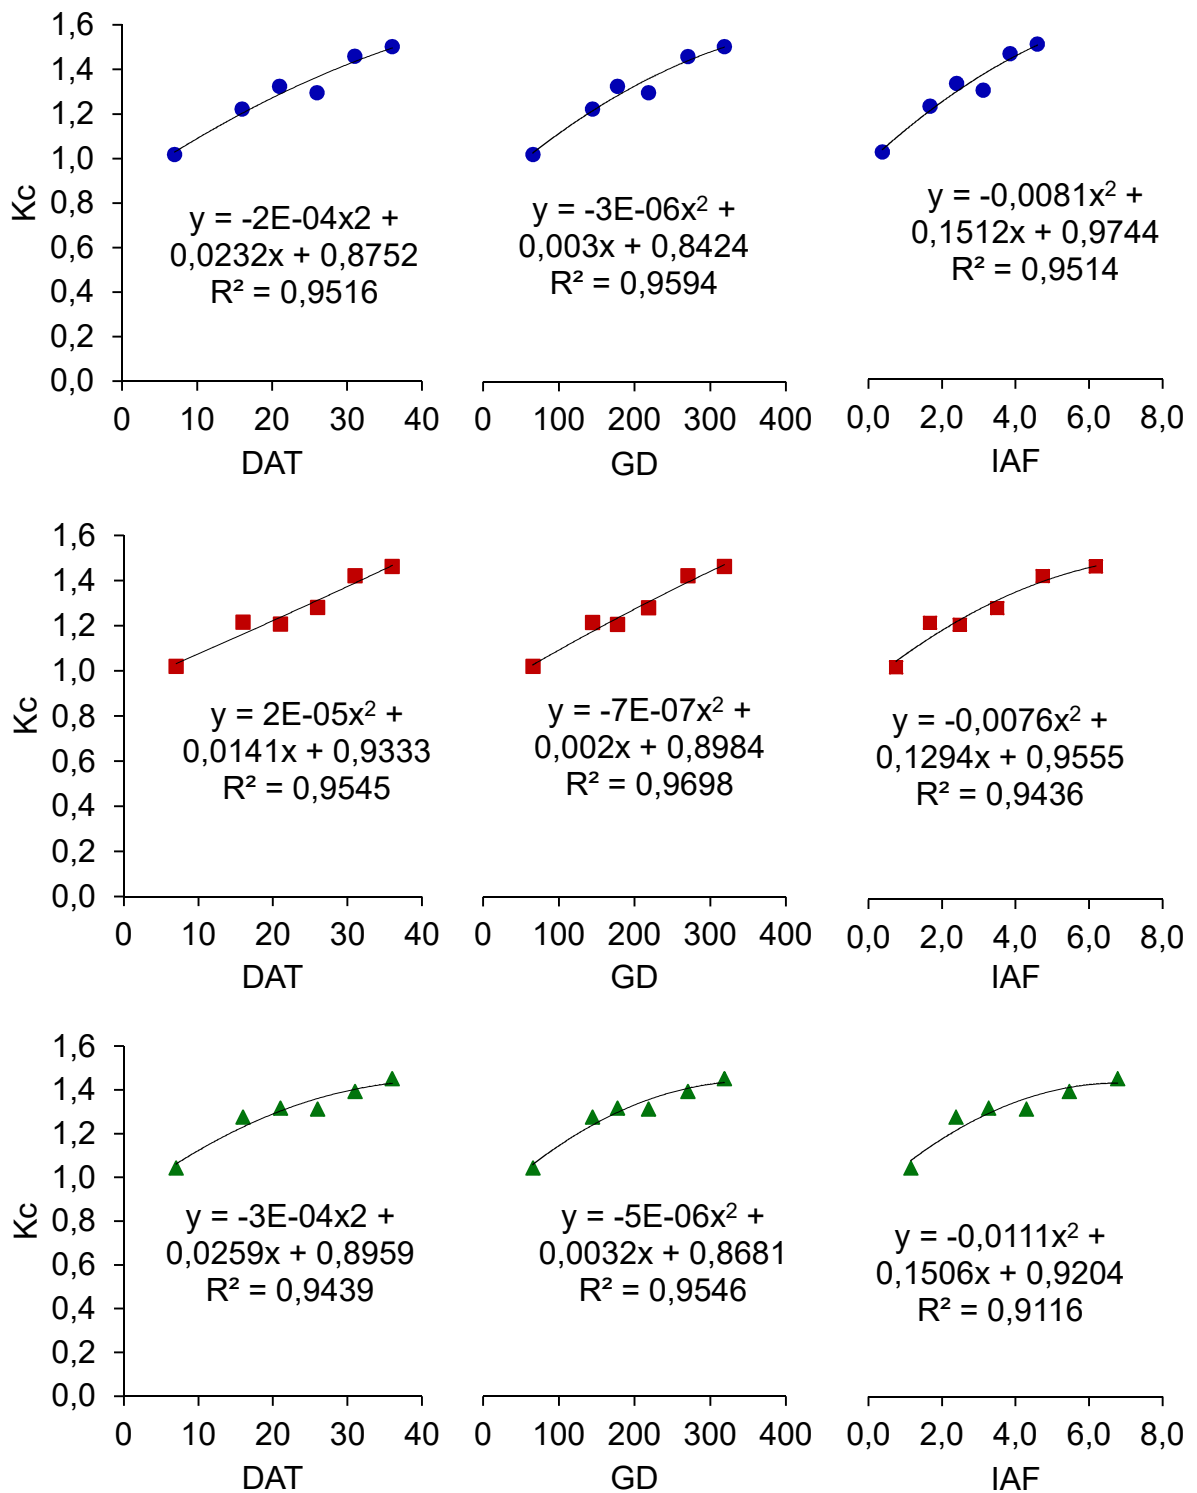 1,6
1,4
1,2
1,0
0,8
0,6
0,4
0,2
0,0
Kc
y = -2E-04x2 +
0,0232x + 0,8752
R² = 0,9516
0 10 20 30 40
DAT
y = -3E-06x² +
0,003x + 0,8424
R² = 0,9594
0 100 200 300 400
GD
y = -0,0081x² +
0,1512x + 0,9744
R² = 0,9514
0,0 2,0 4,0 6,0 8,0
IAF
1,6
1,4
1,2
1,0
0,8
0,6
0,4
0,2
0,0
Kc
y = 2E-05x² +
0,0141x + 0,9333
R² = 0,9545
0 10 20 30 40
DAT
y = -7E-07x² +
0,002x + 0,8984
R² = 0,9698
0 100 200 300 400
GD
y = -0,0076x² +
0,1294x + 0,9555
R² = 0,9436
0,0 2,0 4,0 6,0 8,0
IAF
1,6
1,4
1,2
1,0
0,8
0,6
0,4
0,2
0,0
Kc
y = -3E-04x2 +
0,0259x + 0,8959
R² = 0,9439
0 10 20 30 40
DAT
y = -5E-06x² +
0,0032x + 0,8681
R² = 0,9546
0 100 200 300 400
GD
y = -0,0111x² +
0,1506x + 0,9204
R² = 0,9116
0,0 2,0 4,0 6,0 8,0
IAF